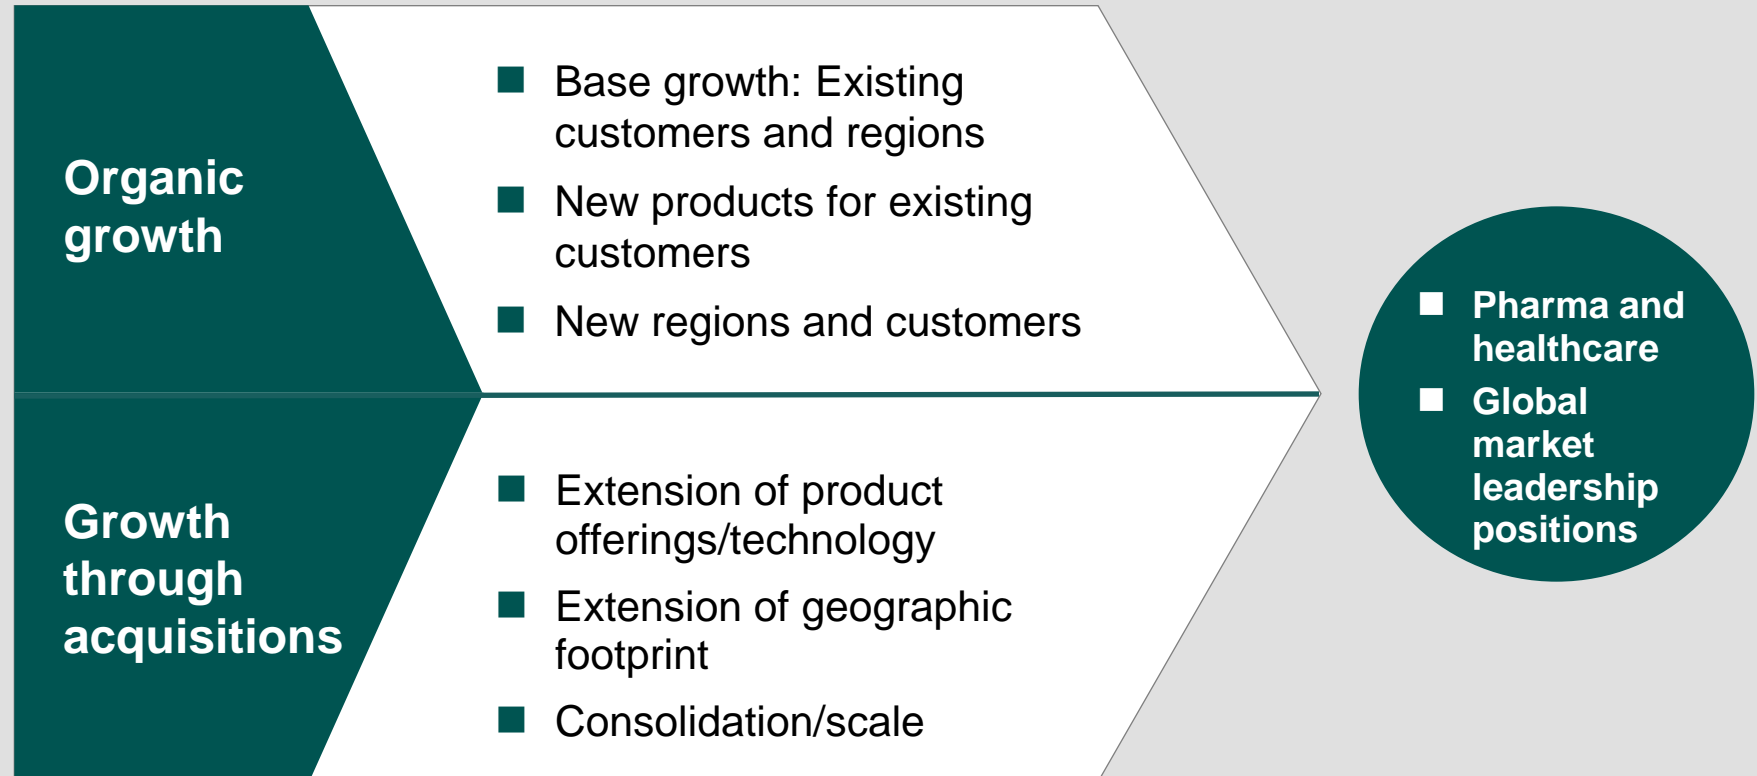 Organic
growth
Base growth: Existing
customers and regions
New products for existing
customers
New regions and customers
Growth
through
acquisitions
Extension of product
offerings/technology
Extension of geographic
footprint
Consolidation/scale
Pharma and
healthcare
Global
market
leadership
positions